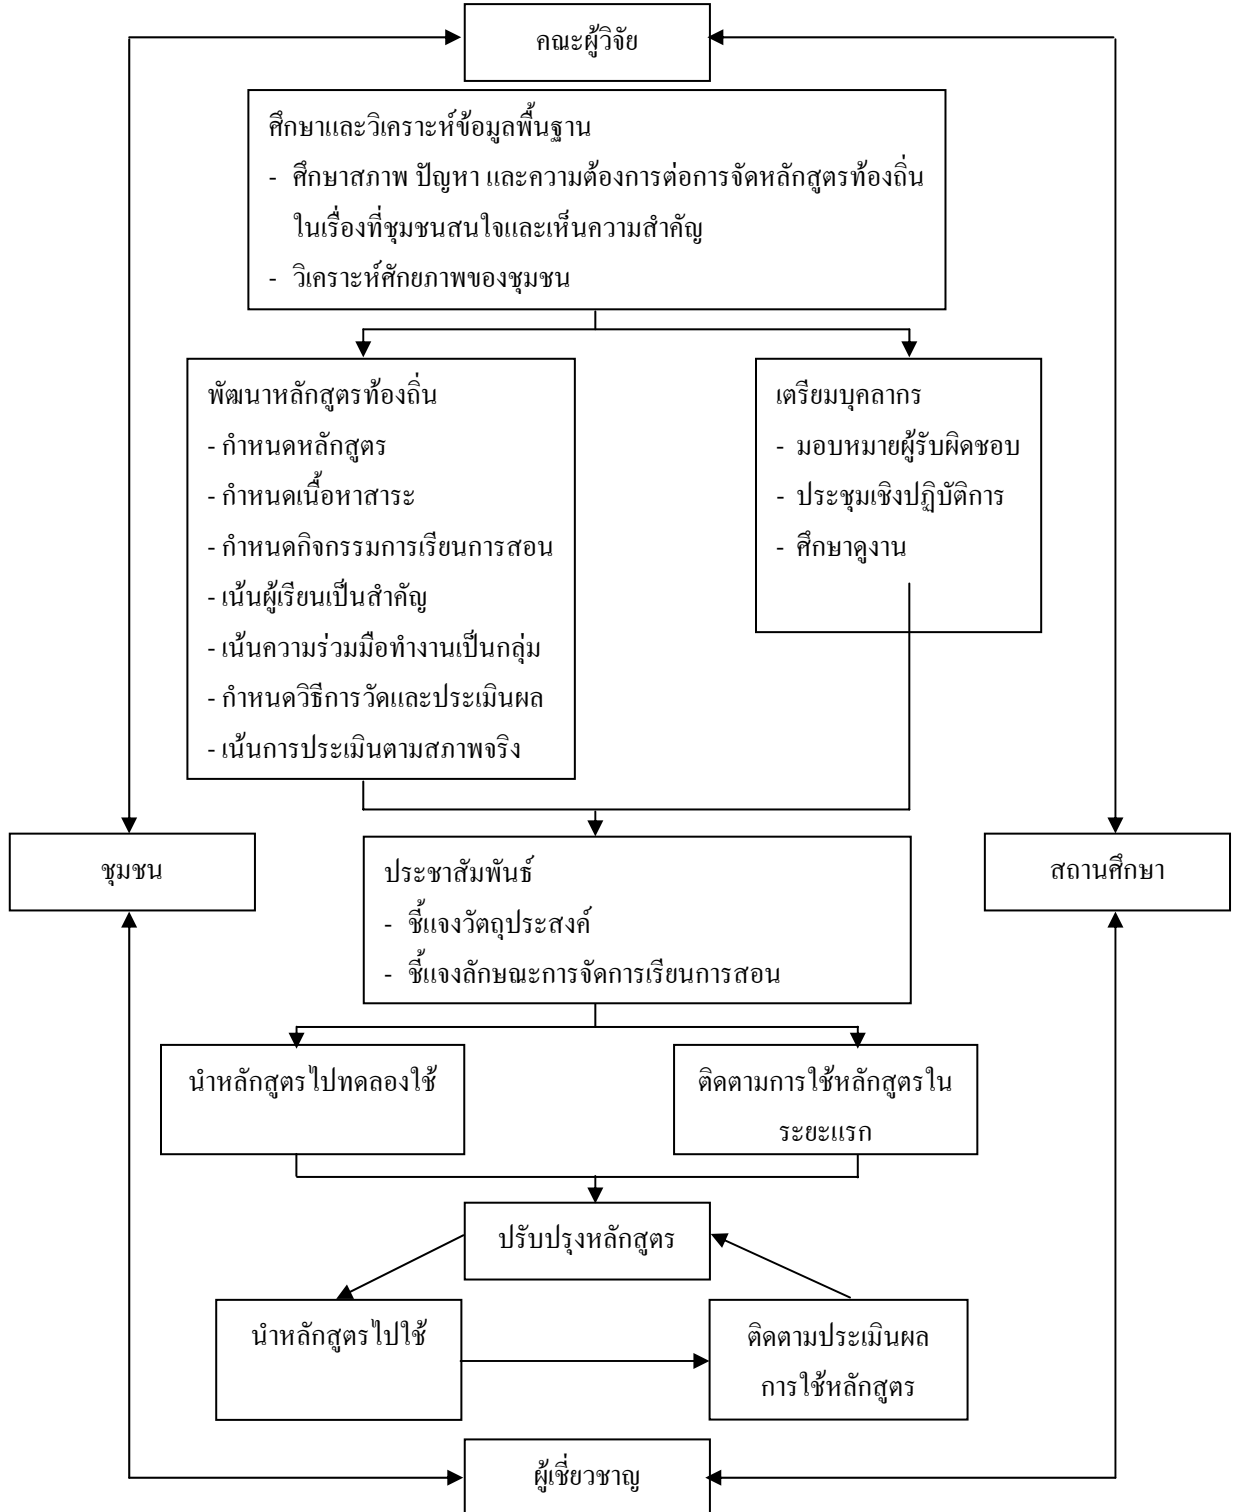 คณะผู้วิจัย
ศึกษาและวิเคราะห์ข้อมูลพื้นฐาน
- ศึกษาสภาพ ปัญหา และความต้องการต่อการจัดหลักสูตรท้องถิ่น
ในเรื่องที่ชุมชนสนใจและเห็นความสำคัญ
- วิเคราะห์ศักยภาพของชุมชน
พัฒนาหลักสูตรท้องถิ่น
- กำหนดหลักสูตร
- กำหนดเนื้อหาสาระ
- กำหนดกิจกรรมการเรียนการสอน
- เน้นผู้เรียนเป็นสำคัญ
- เน้นความร่วมมือทำงานเป็นกลุ่ม
- กำหนดวิธีการวัดและประเมินผล
- เน้นการประเมินตามสภาพจริง
เตรียมบุคลากร
- มอบหมายผู้รับผิดชอบ
- ประชุมเชิงปฏิบัติการ
- ศึกษาดูงาน
ชุมชน
ประชาสัมพันธ์
- ชี้แจงวัตถุประสงค์
- ชี้แจงลักษณะการจัดการเรียนการสอน
สถานศึกษา
นำหลักสูตรไปทดลองใช้
ติดตามการใช้หลักสูตรใน
ระยะแรก
ปรับปรุงหลักสูตร
นำหลักสูตรไปใช้
ติดตามประเมินผล
การใช้หลักสูตร
ผู้เชี่ยวชาญ